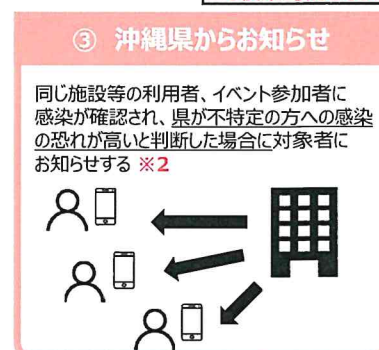 ③ 沖縄県からお知らせ
同じ施設等の利用者、イベント参加者に
感染が確認され、県が不特定の方への感染
の恐れが高いと判断した場合に対象者に
お知らせする ※2